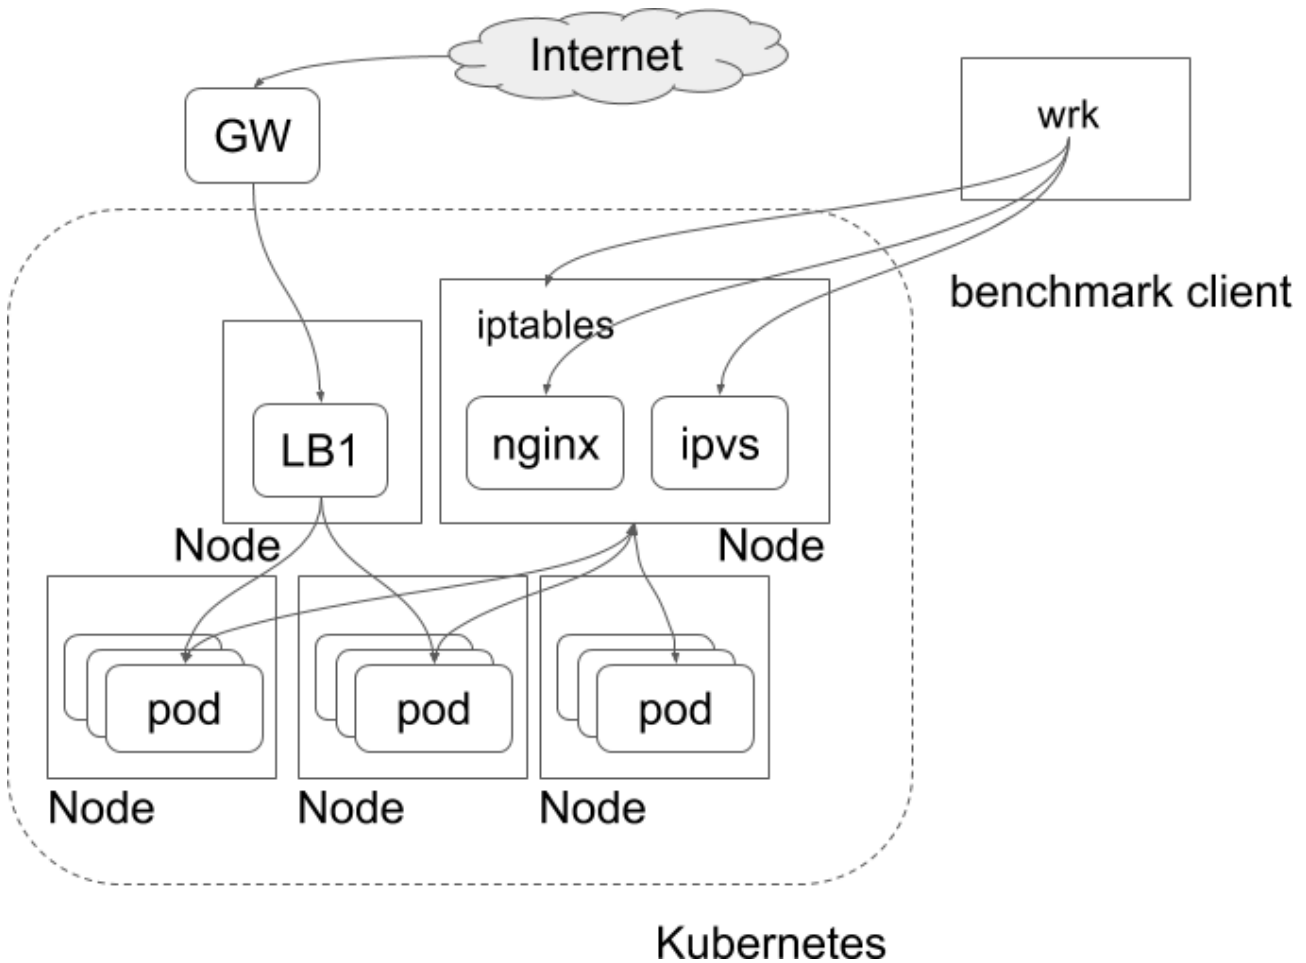 Internet
GW
wrk
benchmark client
iptables
LB1
nginx
ipvs
Node
Node
pod
pod
pod
Node
Node
Node
Kubernetes